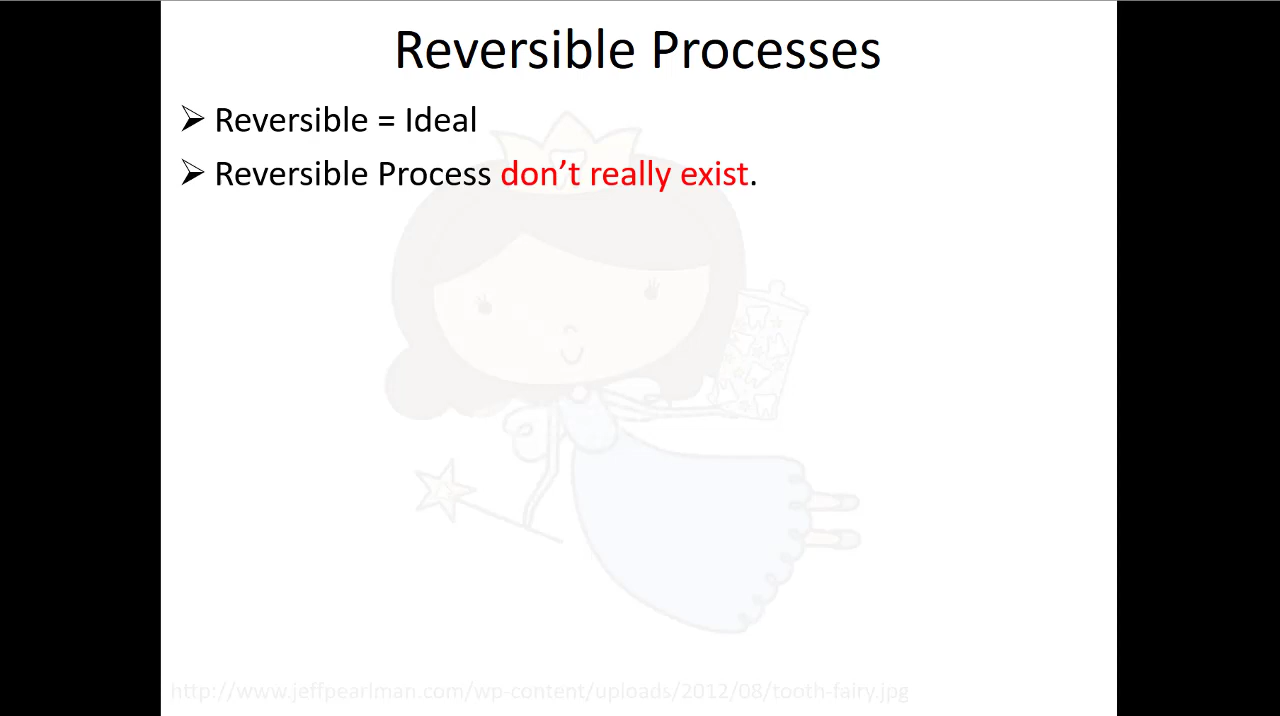 Reversible Processes
➢ Reversible = Ideal
➢ Reversible Process don’t really exist.
http://www.jeffpearlman.com/wp-content/uploads/2012/08/tooth-fairy.jpg